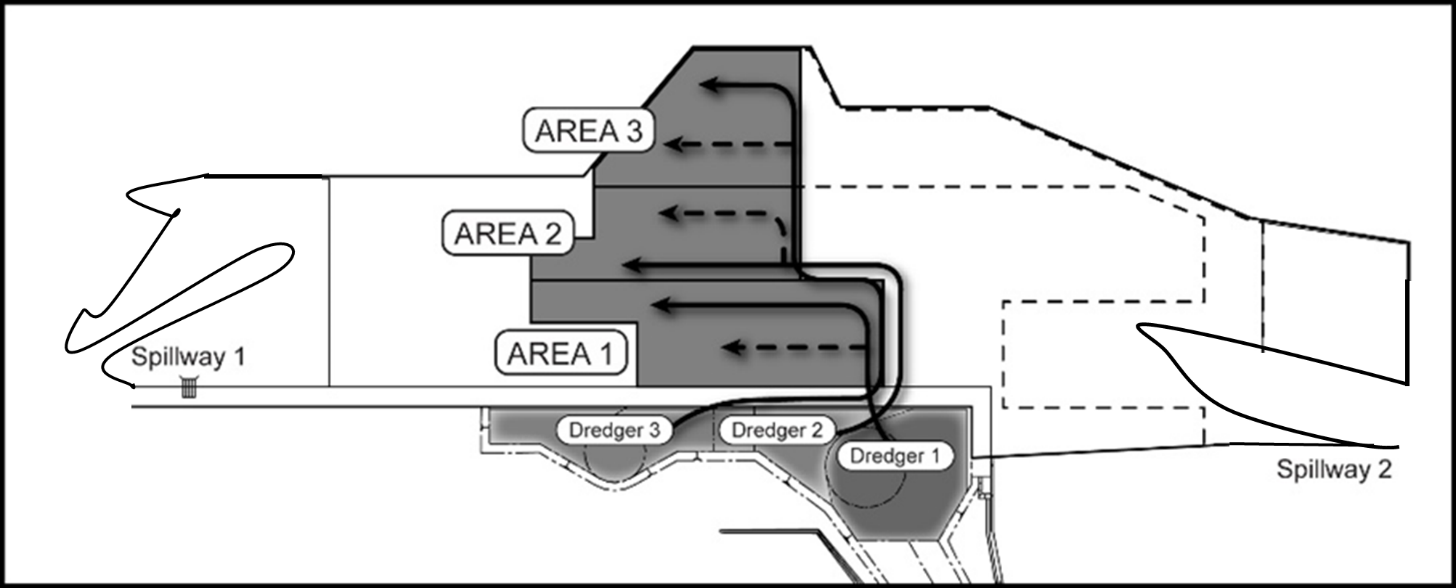 AREA 3
AREA 2
AREA 1
Spillway 1
Dredger 3
Dredger 2
Dredger 1
Spillway 2